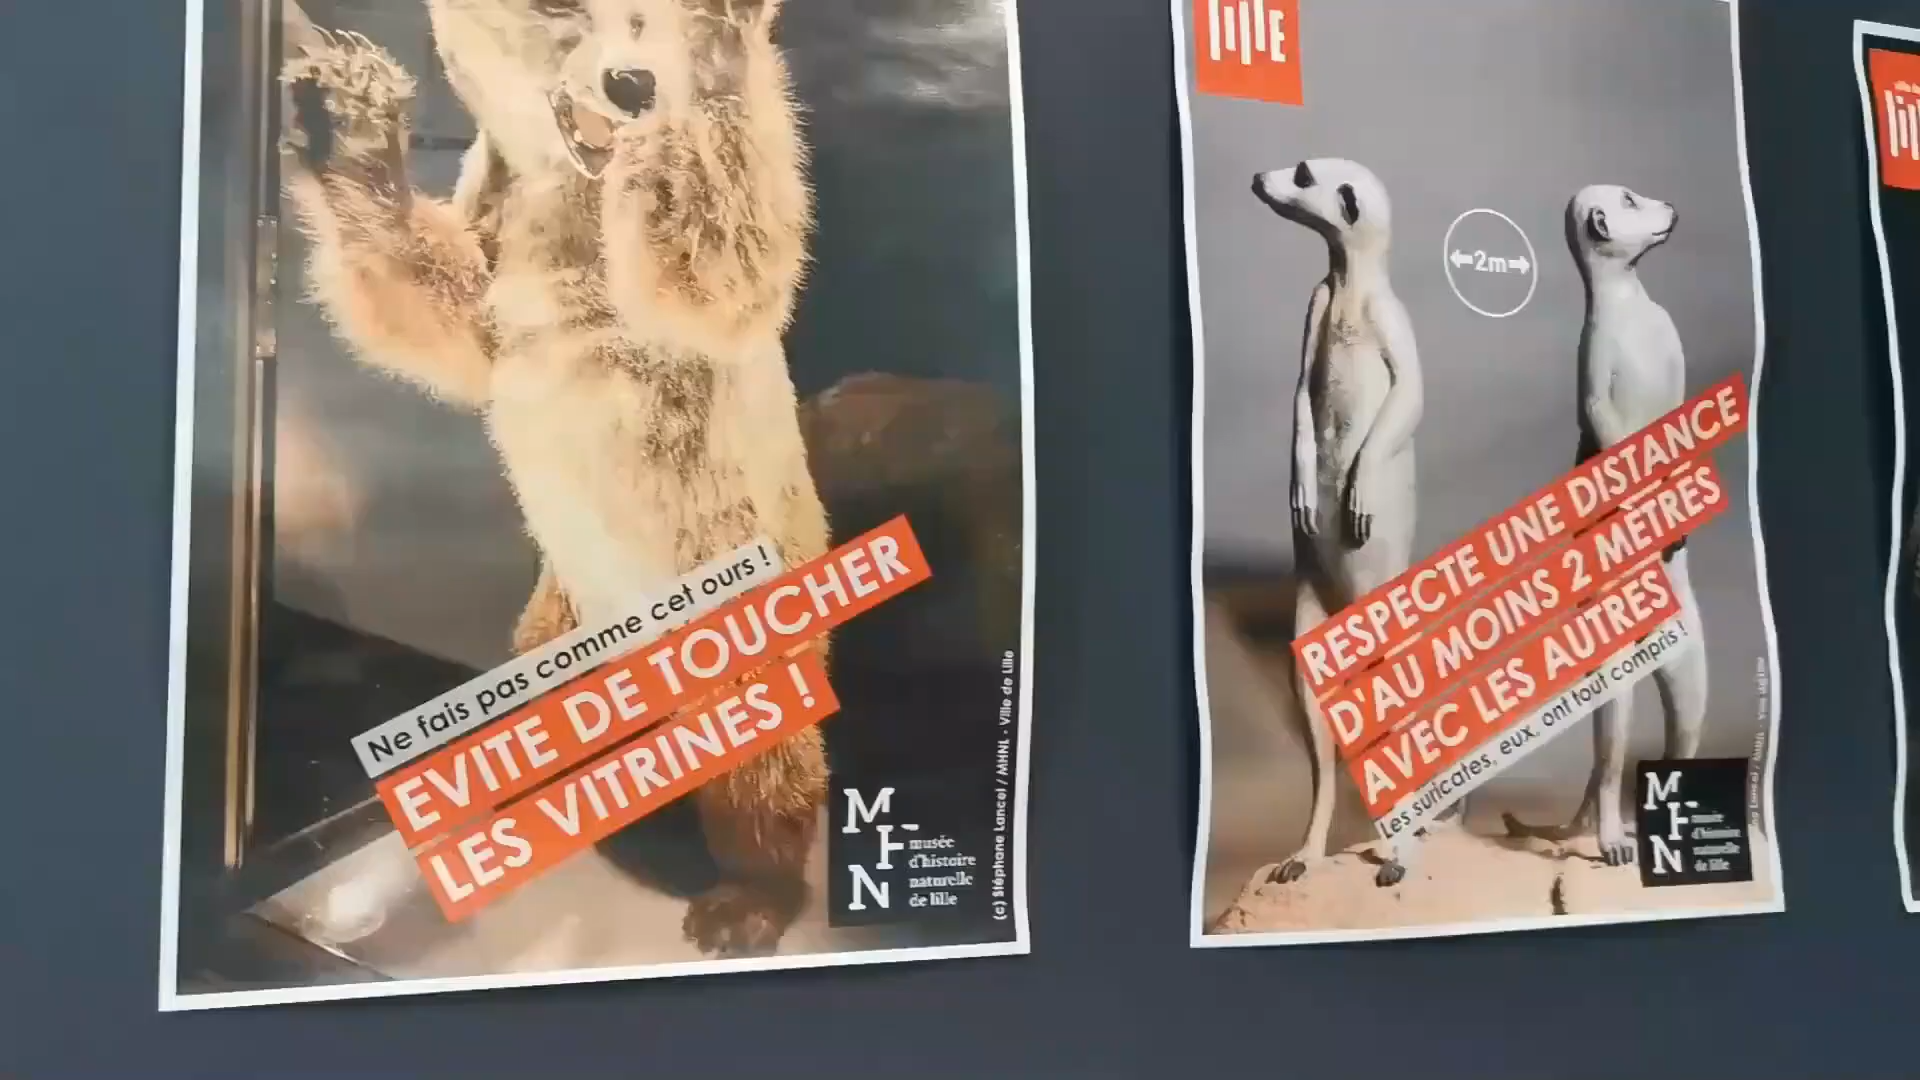 Ne fais pas comme cet ours !
EVITE DE TOUCHER
LES VITRINES !
M
H
N
musée
d'histoire
naturelle
de lille
(c) Stéphane Lancel / MHNL - Ville de Lille
lillE
←2m→
RESPECTE UNE DISTANCE
D'AU MOINS 2 MÈTRES
AVEC LES AUTRES
Les suricates, eux, ont tout compris !
M
H
N
musée
d'histoire
naturelle
de lille